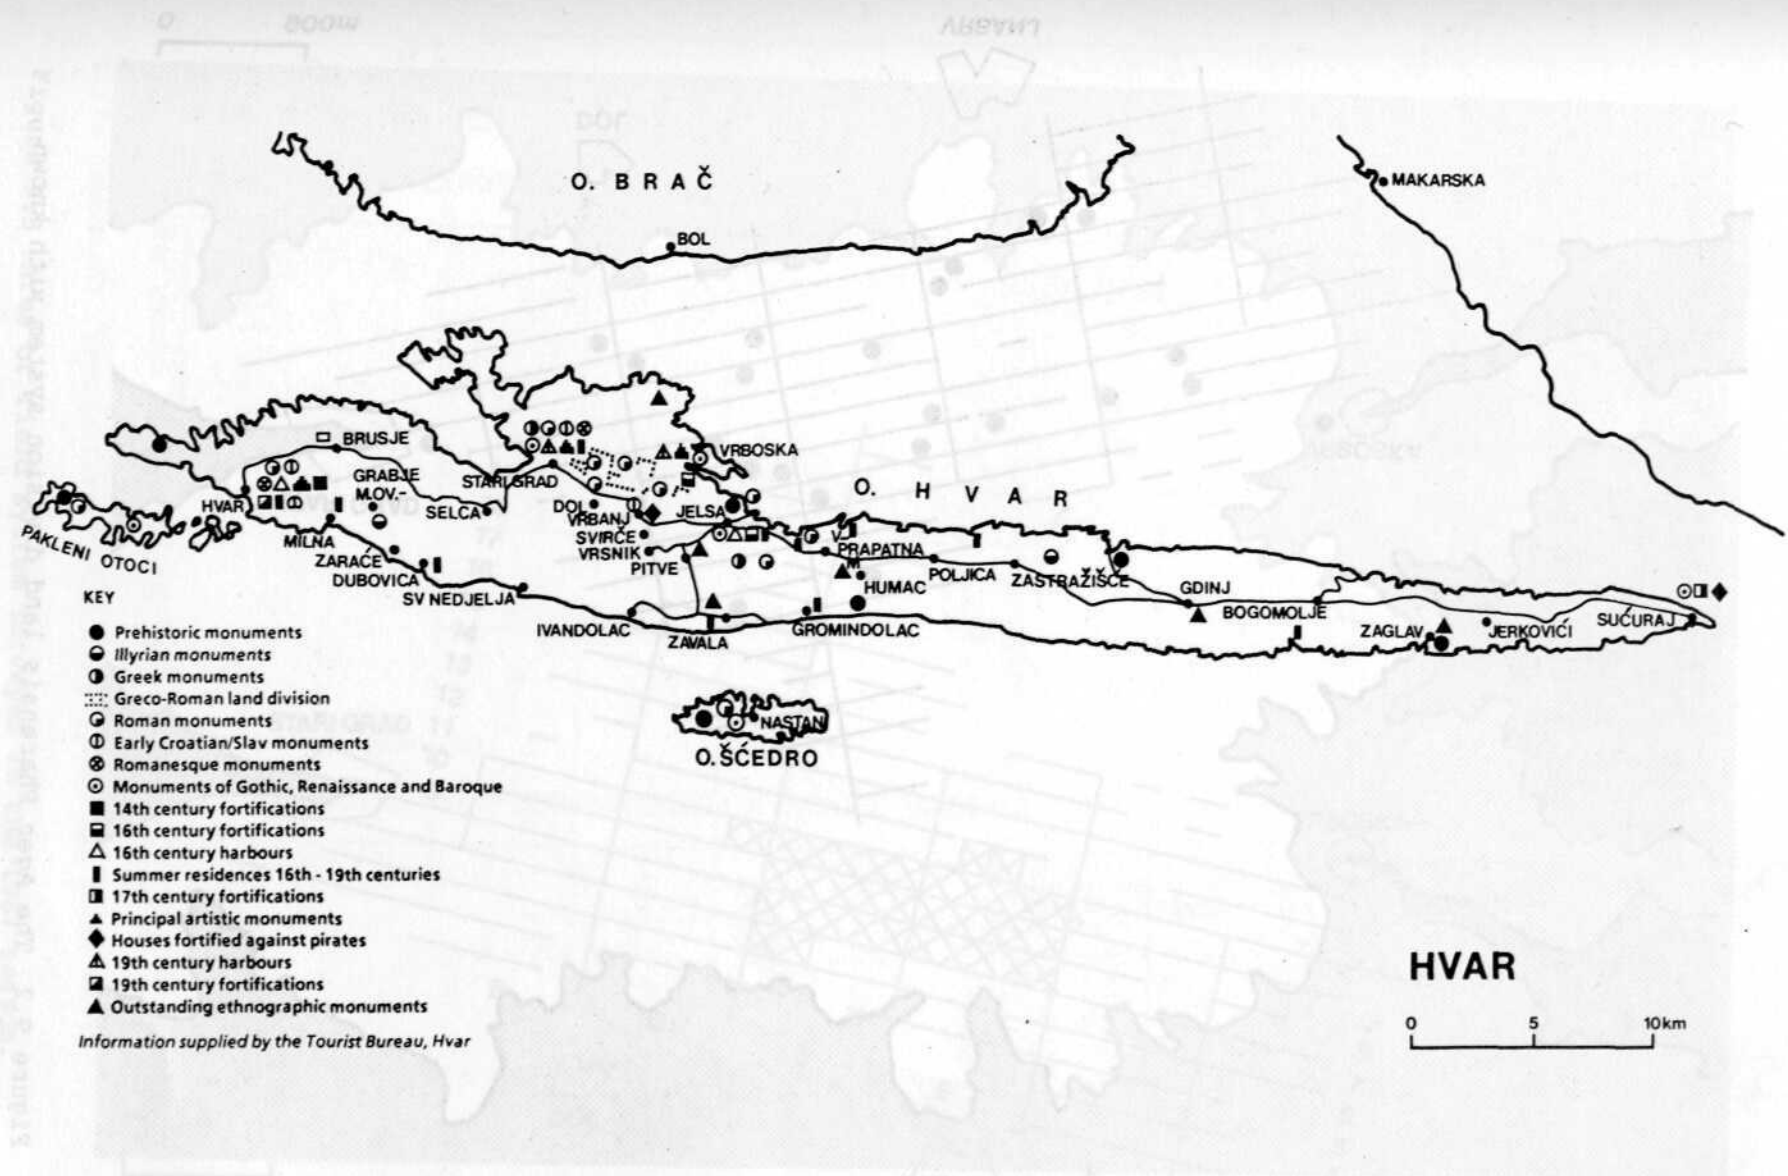 O. BRAČ
MAKARSKA
BOL
BRUSJE
VRBOSKA
GRABJE
M.OV.-
STARI GRAD
O. HVAR
HVAR
SELCA
DOL
VRBANJ
JELSA
PAKLENI OTOCI
MILNA
SVIRČE
V.
ZARAĆE
VRSNIK
PRAPATNA
M
DUBOVICA
PITVE
HUMAC
POLJICA
ZASTRAŽIŠĆE
GDINJ
SV NEDJELJA
BOGOMOLJE
SUĆURAJ
IVANDOLAC
ZAVALA
GROMINDOLAC
ZAGLAV
JERKOVIĆI
NASTAN
O. ŠĆEDRO
KEY
Prehistoric monuments
Illyrian monuments
Greek monuments
Greco-Roman land division
Roman monuments
Early Croatian/Slav monuments
Romanesque monuments
Monuments of Gothic, Renaissance and Baroque
14th century fortifications
16th century fortifications
16th century harbours
Summer residences 16th - 19th centuries
17th century fortifications
Principal artistic monuments
Houses fortified against pirates
19th century harbours
19th century fortifications
Outstanding ethnographic monuments
Information supplied by the Tourist Bureau, Hvar
HVAR
0 5 10km